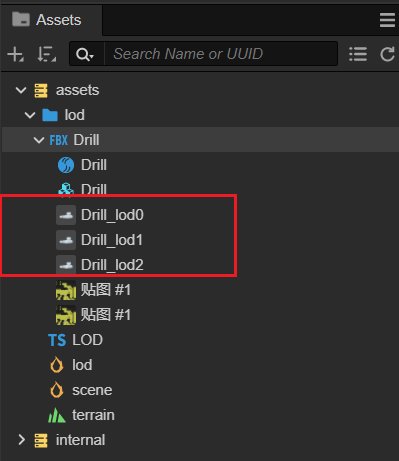 Assets
Search Name or UUID
assets
lod
FBX Drill
Drill
Drill
Drill_lod0
Drill_lod1
Drill_lod2
贴图 #1
贴图 #1
TS LOD
lod
scene
terrain
internal